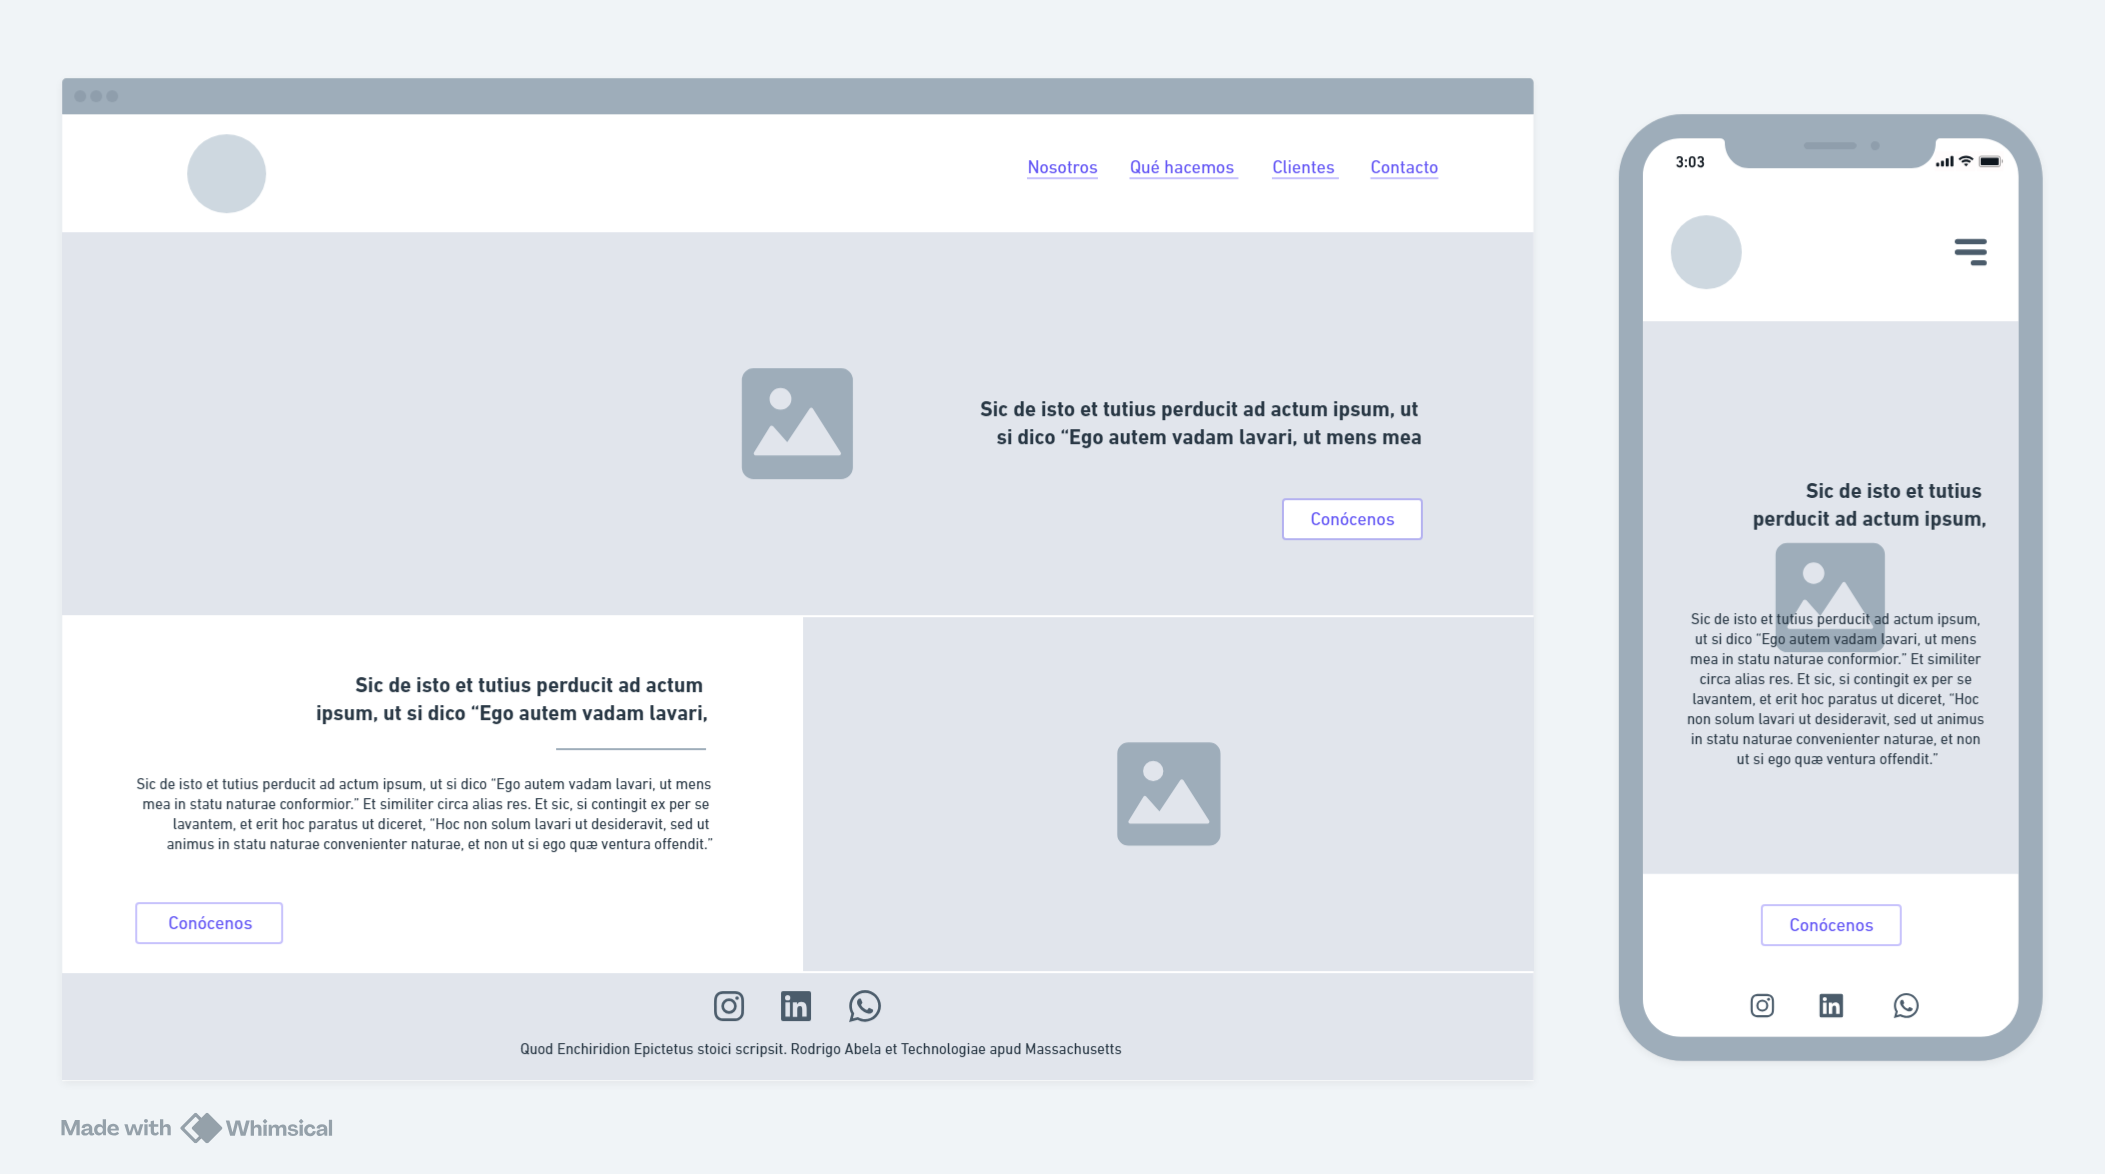 Nosotros Qué hacemos Clientes Contacto
Sic de isto et tutius perducit ad actum ipsum, ut
si dico “Ego autem vadam lavari, ut mens mea
Conócenos
Sic de isto et tutius perducit ad actum
ipsum, ut si dico “Ego autem vadam lavari,
Sic de isto et tutius perducit ad actum ipsum, ut si dico “Ego autem vadam lavari, ut mens
mea in statu naturae conformior.” Et similiter circa alias res. Et sic, si contingit ex per se
lavantem, et erit hoc paratus ut diceret, “Hoc non solum lavari ut desideravit, sed ut
animus in statu naturae convenienter naturae, et non ut si ego quæ ventura offendit.”
Conócenos
in
Quod Enchiridion Epictetus stoici scripsit. Rodrigo Abela et Technologiae apud Massachusetts
3:03
Sic de isto et tutius
perducit ad actum ipsum,
Sic de isto et tutius perducit ad actum ipsum,
ut si dico “Ego autem vadam lavari, ut mens
mea in statu naturae conformior.” Et similiter
circa alias res. Et sic, si contingit ex per se
lavantem, et erit hoc paratus ut diceret, “Hoc
non solum lavari ut desideravit, sed ut animus
in statu naturae convenienter naturae, et non
ut si ego quæ ventura offendit.”
Conócenos
in
Made with Whimsical